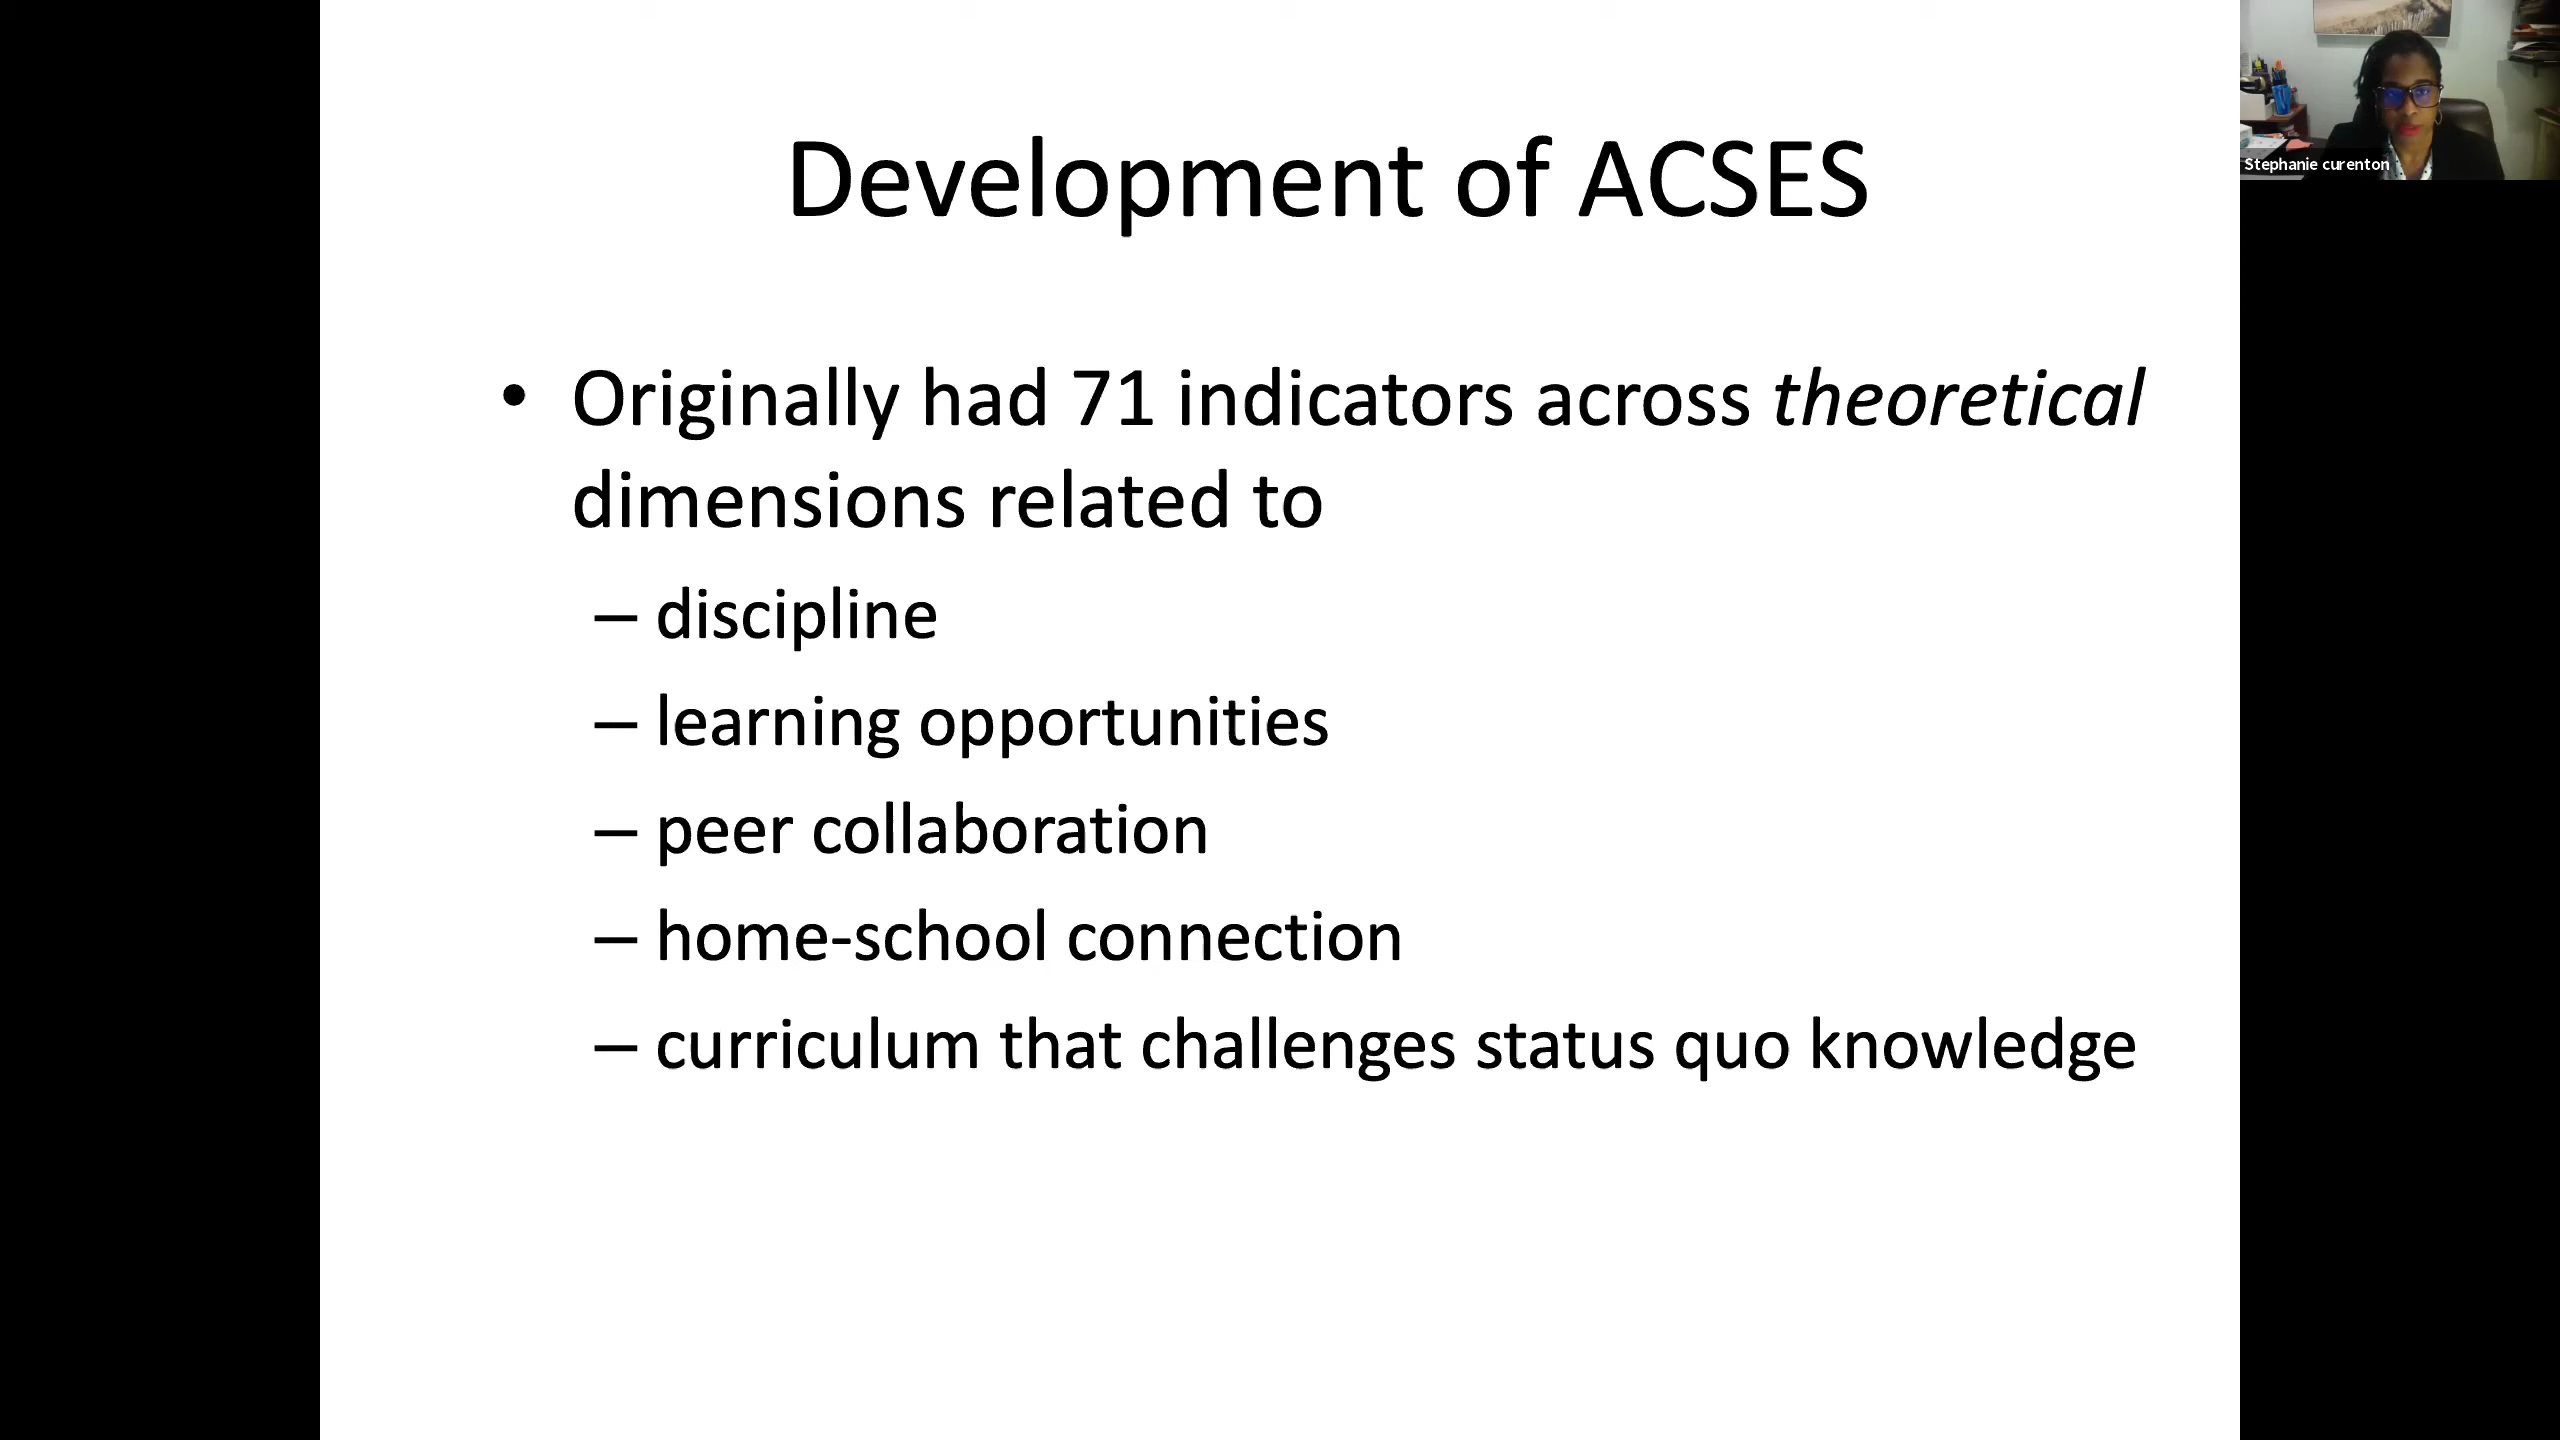 Development of ACSES
• Originally had 71 indicators across theoretical
dimensions related to
– discipline
– learning opportunities
– peer collaboration
– home-school connection
– curriculum that challenges status quo knowledge
Stephanie curenton